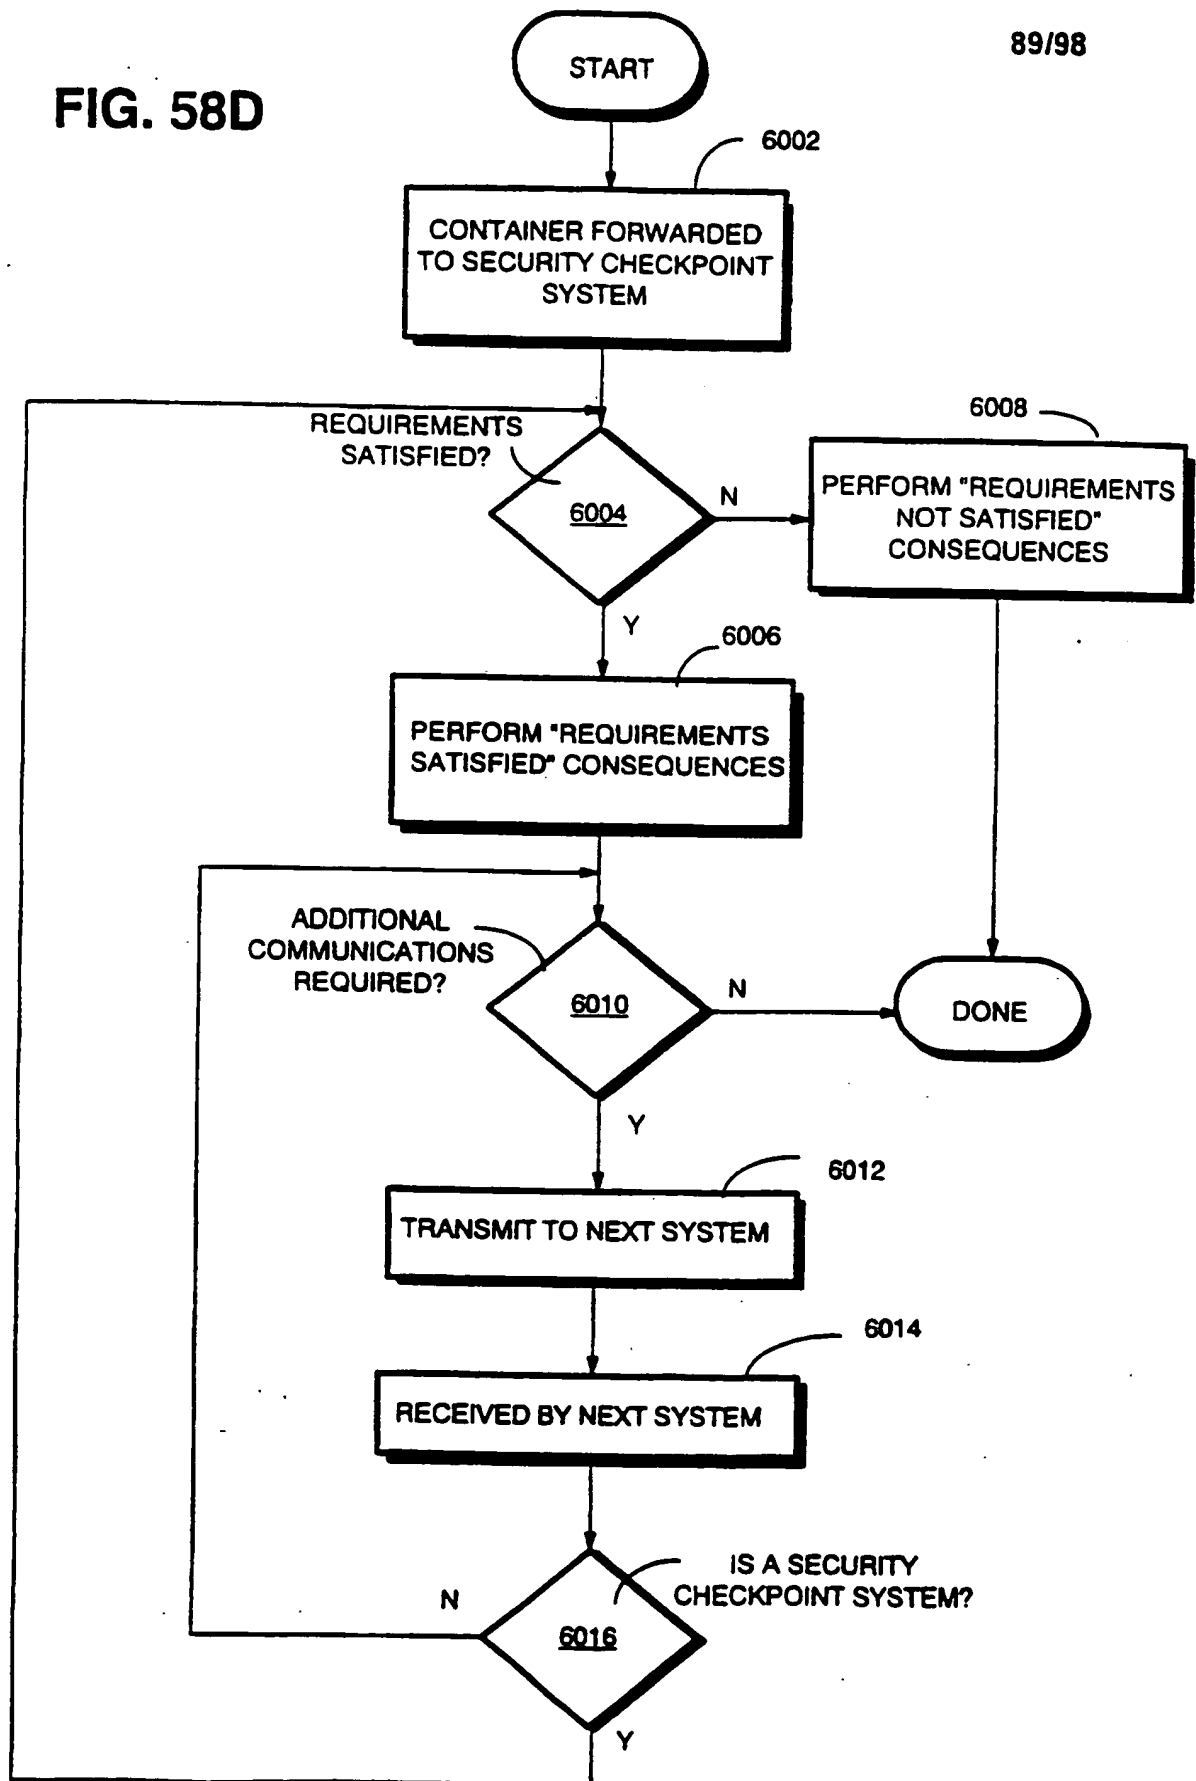 89/98
FIG. 58D
START
6002
CONTAINER FORWARDED
TO SECURITY CHECKPOINT
SYSTEM
REQUIREMENTS
SATISFIED?
6004
N
Y
6008
PERFORM "REQUIREMENTS
NOT SATISFIED"
CONSEQUENCES
6006
PERFORM "REQUIREMENTS
SATISFIED" CONSEQUENCES
ADDITIONAL
COMMUNICATIONS
REQUIRED?
6010
N
Y
DONE
6012
TRANSMIT TO NEXT SYSTEM
6014
RECEIVED BY NEXT SYSTEM
IS A SECURITY
CHECKPOINT SYSTEM?
N
6016
Y